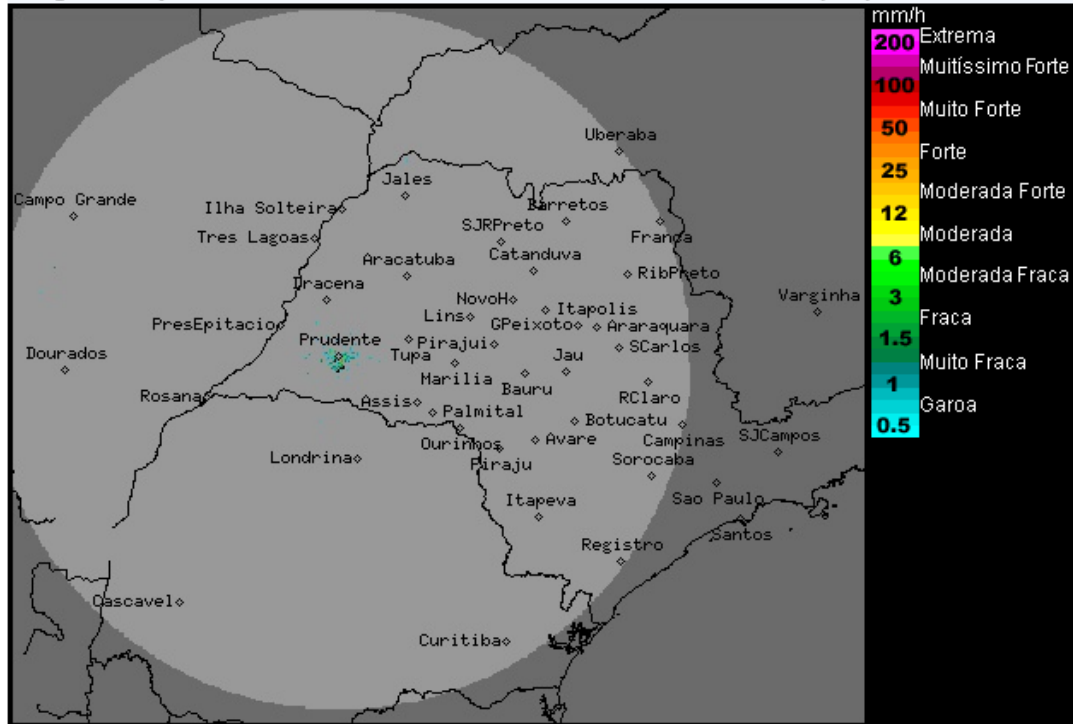 mm/h
200 Extrema
Muitíssimo Forte
100
Muito Forte
50
Forte
25
Moderada Forte
12
Moderada
6
Moderada Fraca
3
Fraca
1.5
Muito Fraca
1
Garoa
0.5
Uberaba
Jales
Campo Grande
Ilha Solteira
Barretos
Tres Lagoas
SJRPreto
Franca
Aracatuba
Catanduva
RibPreto
Dracena
NovoH
Itapolis
Varginha
PresEpitacio
Lins
GPeixoto
Araraquara
Prudente
Pirajui
SCarlos
Dourados
Tupa
Jau
Marilia
Bauru
Rosana
Assis
RClaro
Palmital
Botucatu
Ourinhos
Avare
Campinas
SJCampos
Londrina
Piraju
Sorocaba
Itapeva
Sao Paulo
Santos
Registro
Cascavel
Curitiba